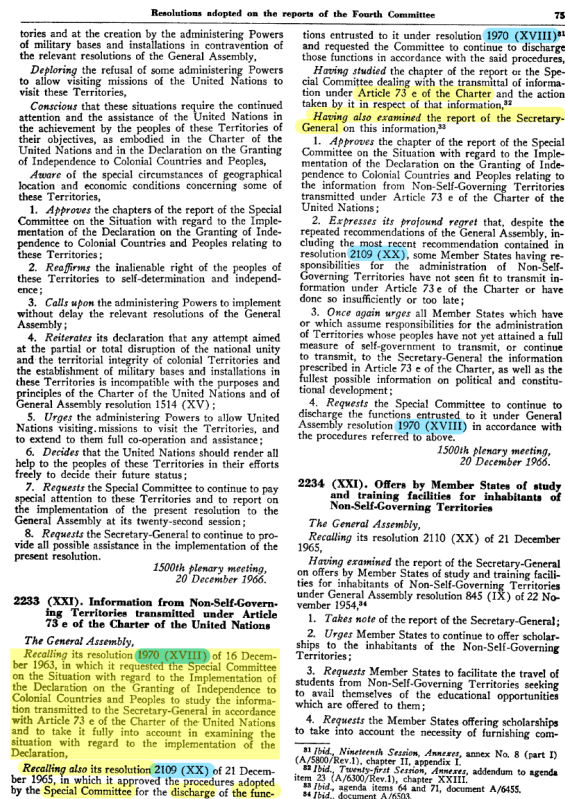 Resolutions adopted on the reports of the Fourth Committee
75
tories and at the creation by the administering Powers
of military bases and installations in contravention of
the relevant resolutions of the General Assembly,
Deploring the refusal of some administering Powers
to allow visiting missions of the United Nations to
visit these Territories,
Conscious that these situations require the continued
attention and the assistance of the United Nations in
the achievement by the peoples of these Territories of
their objectives, as embodied in the Charter of the
United Nations and in the Declaration on the Granting
of Independence to Colonial Countries and Peoples,
Aware of the special circumstances of geographical
location and economic conditions concerning some of
these Territories,
1. Approves the chapters of the report of the Special
Committee on the Situation with regard to the Imple-
mentation of the Declaration on the Granting of Inde-
pendence to Colonial Countries and Peoples relating to
these Territories;
2. Reaffirms the inalienable right of the peoples of
these Territories to self-determination and independ-
ence;
3. Calls upon the administering Powers to implement
without delay the relevant resolutions of the General
Assembly;
4. Reiterates its declaration that any attempt aimed
at the partial or total disruption of the national unity
and the territorial integrity of colonial Territories and
the establishment of military bases and installations in
these Territories is incompatible with the purposes and
principles of the Charter of the United Nations and of
General Assembly resolution 1514 (XV);
5. Urges the administering Powers to allow United
Nations visiting.missions to visit the Territories, and
to extend to them full co-operation and assistance;
6. Decides that the United Nations should render all
help to the peoples of these Territories in their efforts
freely to decide their future status;
7. Requests the Special Committee to continue to pay
special attention to these Territories and to report on
the implementation of the present resolution to the
General Assembly at its twenty-second session;
8. Requests the Secretary-General to continue to pro-
vide all possible assistance in the implementation of the
present resolution.
1500th plenary meeting,
20 December 1966.
2233 (XXI). Information from Non-Self-Govern-
ing Territories transmitted under Article
73 e of the Charter of the United Nations
The General Assembly,
Recalling its resolution 1970 (XVIII) of 16 Decem-
ber 1963, in which it requested the Special Committee
on the Situation with regard to the Implementation of
the Declaration on the Granting of Independence to
Colonial Countries and Peoples to study the informa-
tion transmitted to the Secretary-General in accordance
with Article 73 e of the Charter of the United Nations
and to take it fully into account in examining the
situation with regard to the implementation of the
Declaration,
Recalling also its resolution 2109 (XX) of 21 Decem-
ber 1965, in which it approved the procedures adopted
by the Special Committee for the discharge of the func-
tions entrusted to it under resolution 1970 (XVIII)81
and requested the Committee to continue to discharge
those functions in accordance with the said procedures,
Having studied the chapter of the report or the Spe-
cial Committee dealing with the transmittal of informa-
tion under Article 73 e of the Charter and the action
taken by it in respect of that information,82
Having also examined the report of the Secretary-
General on this information,83
1. Approves the chapter of the report of the Special
Committee on the Situation with regard to the Imple-
mentation of the Declaration on the Granting of Inde-
pendence to Colonial Countries and Peoples relating to
the information from Non-Self-Governing Territories
transmitted under Article 73 e of the Charter of the
United Nations;
2. Expresses its profound regret that, despite the
repeated recommendations of the General Assembly, in-
cluding the most recent recommendation contained in
resolution 2109 (XX), some Member States having re-
sponsibilities for the administration of Non-Self-
Governing Territories have not seen fit to transmit in-
formation under Article 73 e of the Charter or have
done so insufficiently or too late;
3. Once again urges all Member States which have
or which assume responsibilities for the administration
of Territories whose peoples have not yet attained a full
measure of self-government to transmit, or continue
to transmit, to the Secretary-General the information
prescribed in Article 73 e of the Charter, as well as the
fullest possible information on political and constitu-
tional development;
4. Requests the Special Committee to continue to
discharge the functions entrusted to it under General
Assembly resolution 1970 (XVIII) in accordance with
the procedures referred to above.
1500th plenary meeting,
20 December 1966.
2234 (XXI). Offers by Member States of study
and training facilities for inhabitants of
Non-Self-Governing Territories
The General Assembly,
Recalling its resolution 2110 (XX) of 21 December
1965,
Having examined the report of the Secretary-General
on offers by Member States of study and training facili-
ties for inhabitants of Non-Self-Governing Territories
under General Assembly resolution 845 (IX) of 22 No-
vember 1954,84
1. Takes note of the report of the Secretary-General;
2. Urges Member States to continue to offer scholar-
ships to the inhabitants of the Non-Self-Governing
Territories;
3. Requests Member States to facilitate the travel of
students from Non-Self-Governing Territories seeking
to avail themselves of the educational opportunities
which are offered to them;
4. Requests the Member States offering scholarships
to take into account the necessity of furnishing com-
81 Ibid., Nineteenth Session, Annexes, annex No. 8 (part I)
(A/5800/Rev.1), chapter II, appendix I.
82 Ibid., Twenty-first Session, Annexes, addendum to agenda
item 23 (A/6300/Rev.1), chapter XXIII.
83 Ibid., agenda items 64 and 71, document A/6455.
84 Ibid., document A/6503.